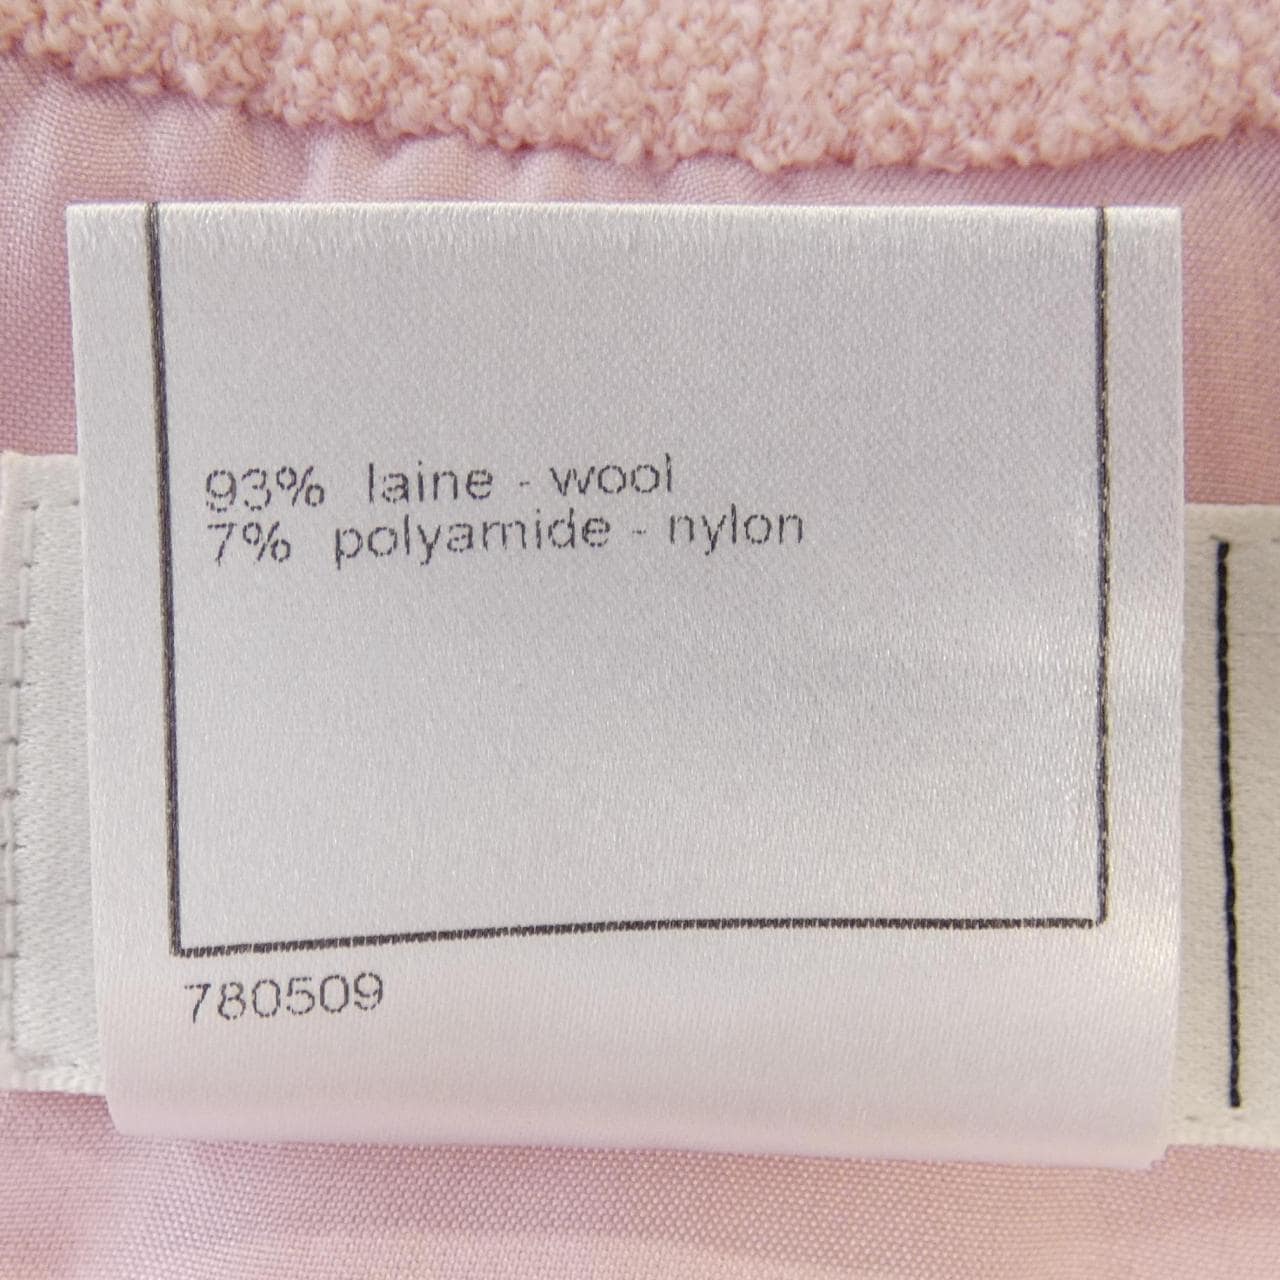 93% laine - wool
7% polyamide - nylon
780509